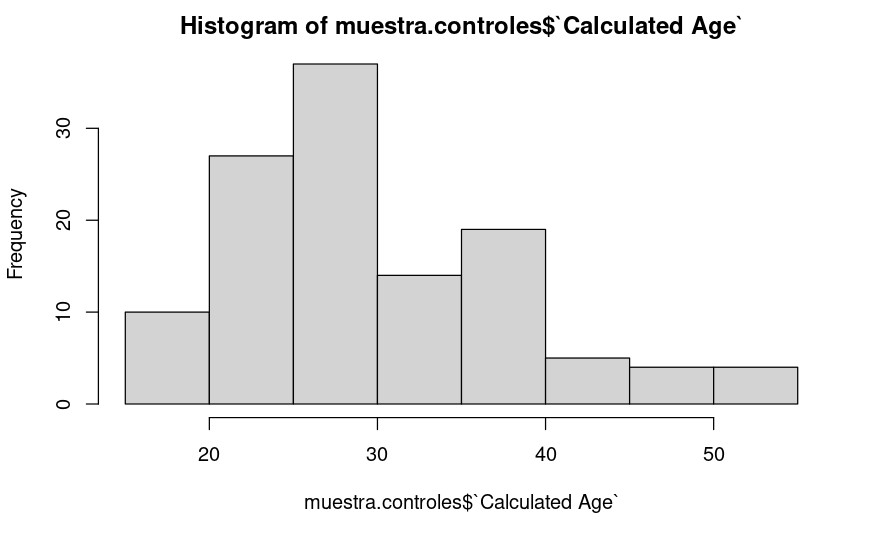 Histogram of muestra.controles$`Calculated Age`
Frequency
30
20
10
0
20 30 40 50
muestra.controles$`Calculated Age`